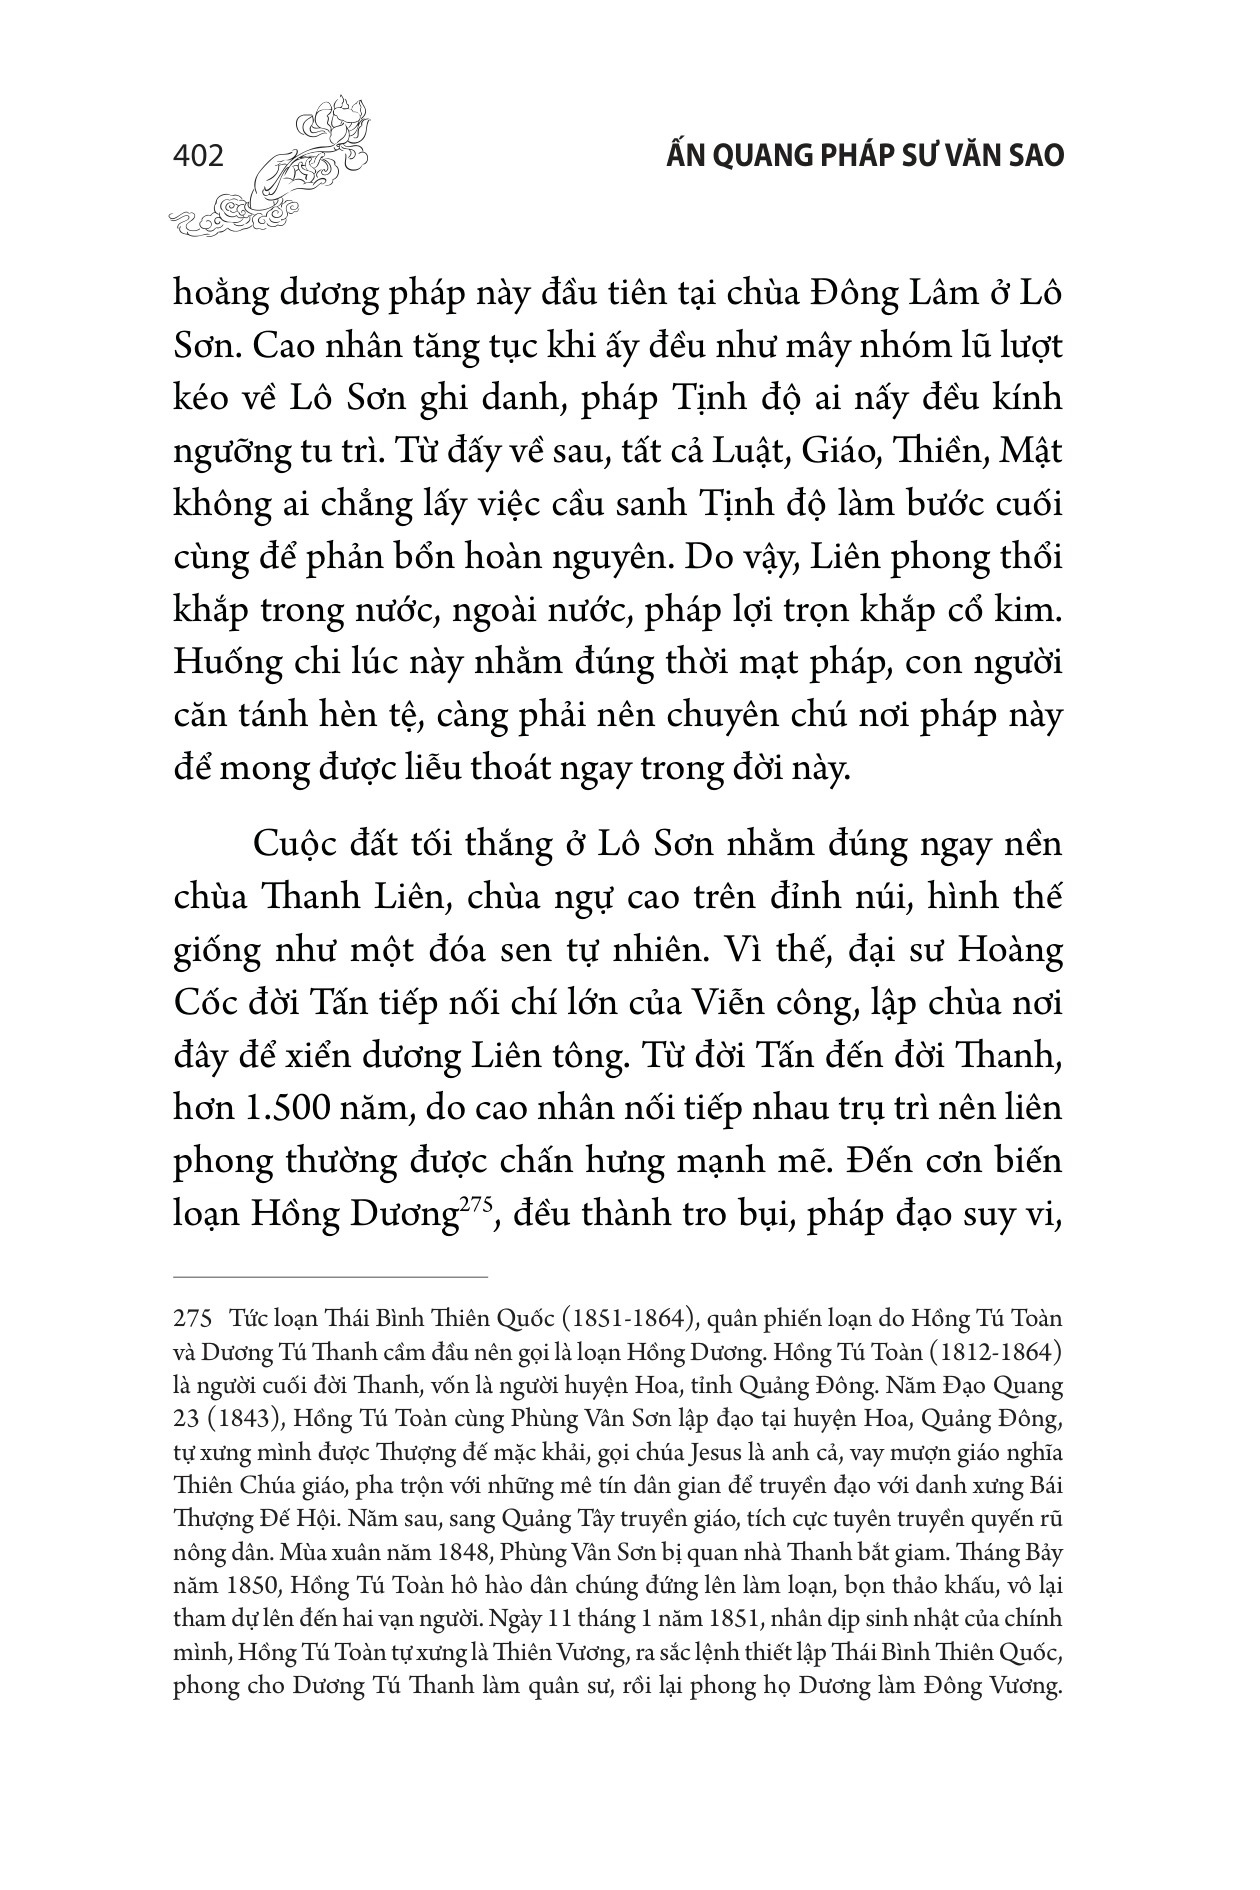 402
ẤN QUANG PHÁP SƯ VĂN SAO
hoằng dương pháp này đầu tiên tại chùa Đông Lâm ở Lô
Sơn. Cao nhân tăng tục khi ấy đều như mây nhóm lũ lượt
kéo về Lô Sơn ghi danh, pháp Tịnh độ ai nấy đều kính
ngưỡng tu trì. Từ đấy về sau, tất cả Luật, Giáo, Thiền, Mật
không ai chẳng lấy việc cầu sanh Tịnh độ làm bước cuối
cùng để phản bổn hoàn nguyên. Do vậy, Liên phong thổi
khắp trong nước, ngoài nước, pháp lợi trọn khắp cổ kim.
Huống chi lúc này nhằm đúng thời mạt pháp, con người
căn tánh hèn tệ, càng phải nên chuyên chú nơi pháp này
để mong được liễu thoát ngay trong đời này.
Cuộc đất tối thắng ở Lô Sơn nhằm đúng ngay nền
chùa Thanh Liên, chùa ngự cao trên đỉnh núi, hình thế
giống như một đóa sen tự nhiên. Vì thế, đại sư Hoàng
Cốc đời Tấn tiếp nối chí lớn của Viễn công, lập chùa nơi
đây để xiển dương Liên tông. Từ đời Tấn đến đời Thanh,
hơn 1.500 năm, do cao nhân nối tiếp nhau trụ trì nên liên
phong thường được chấn hưng mạnh mẽ. Đến cơn biến
loạn Hồng Dương275, đều thành tro bụi, pháp đạo suy vi,
275 Tức loạn Thái Bình Thiên Quốc (1851-1864), quân phiến loạn do Hồng Tú Toàn
và Dương Tú Thanh cầm đầu nên gọi là loạn Hồng Dương. Hồng Tú Toàn (1812-1864)
là người cuối đời Thanh, vốn là người huyện Hoa, tỉnh Quảng Đông. Năm Đạo Quang
23 (1843), Hồng Tú Toàn cùng Phùng Vân Sơn lập đạo tại huyện Hoa, Quảng Đông,
tự xưng mình được Thượng đế mặc khải, gọi chúa Jesus là anh cả, vay mượn giáo nghĩa
Thiên Chúa giáo, pha trộn với những mê tín dân gian để truyền đạo với danh xưng Bái
Thượng Đế Hội. Năm sau, sang Quảng Tây truyền giáo, tích cực tuyên truyền quyến rũ
nông dân. Mùa xuân năm 1848, Phùng Vân Sơn bị quan nhà Thanh bắt giam. Tháng Bảy
năm 1850, Hồng Tú Toàn hô hào dân chúng đứng lên làm loạn, bọn thảo khấu, vô lại
tham dự lên đến hai vạn người. Ngày 11 tháng 1 năm 1851, nhân dịp sinh nhật của chính
mình, Hồng Tú Toàn tự xưng là Thiên Vương, ra sắc lệnh thiết lập Thái Bình Thiên Quốc,
phong cho Dương Tú Thanh làm quân sư, rồi lại phong họ Dương làm Đông Vương.